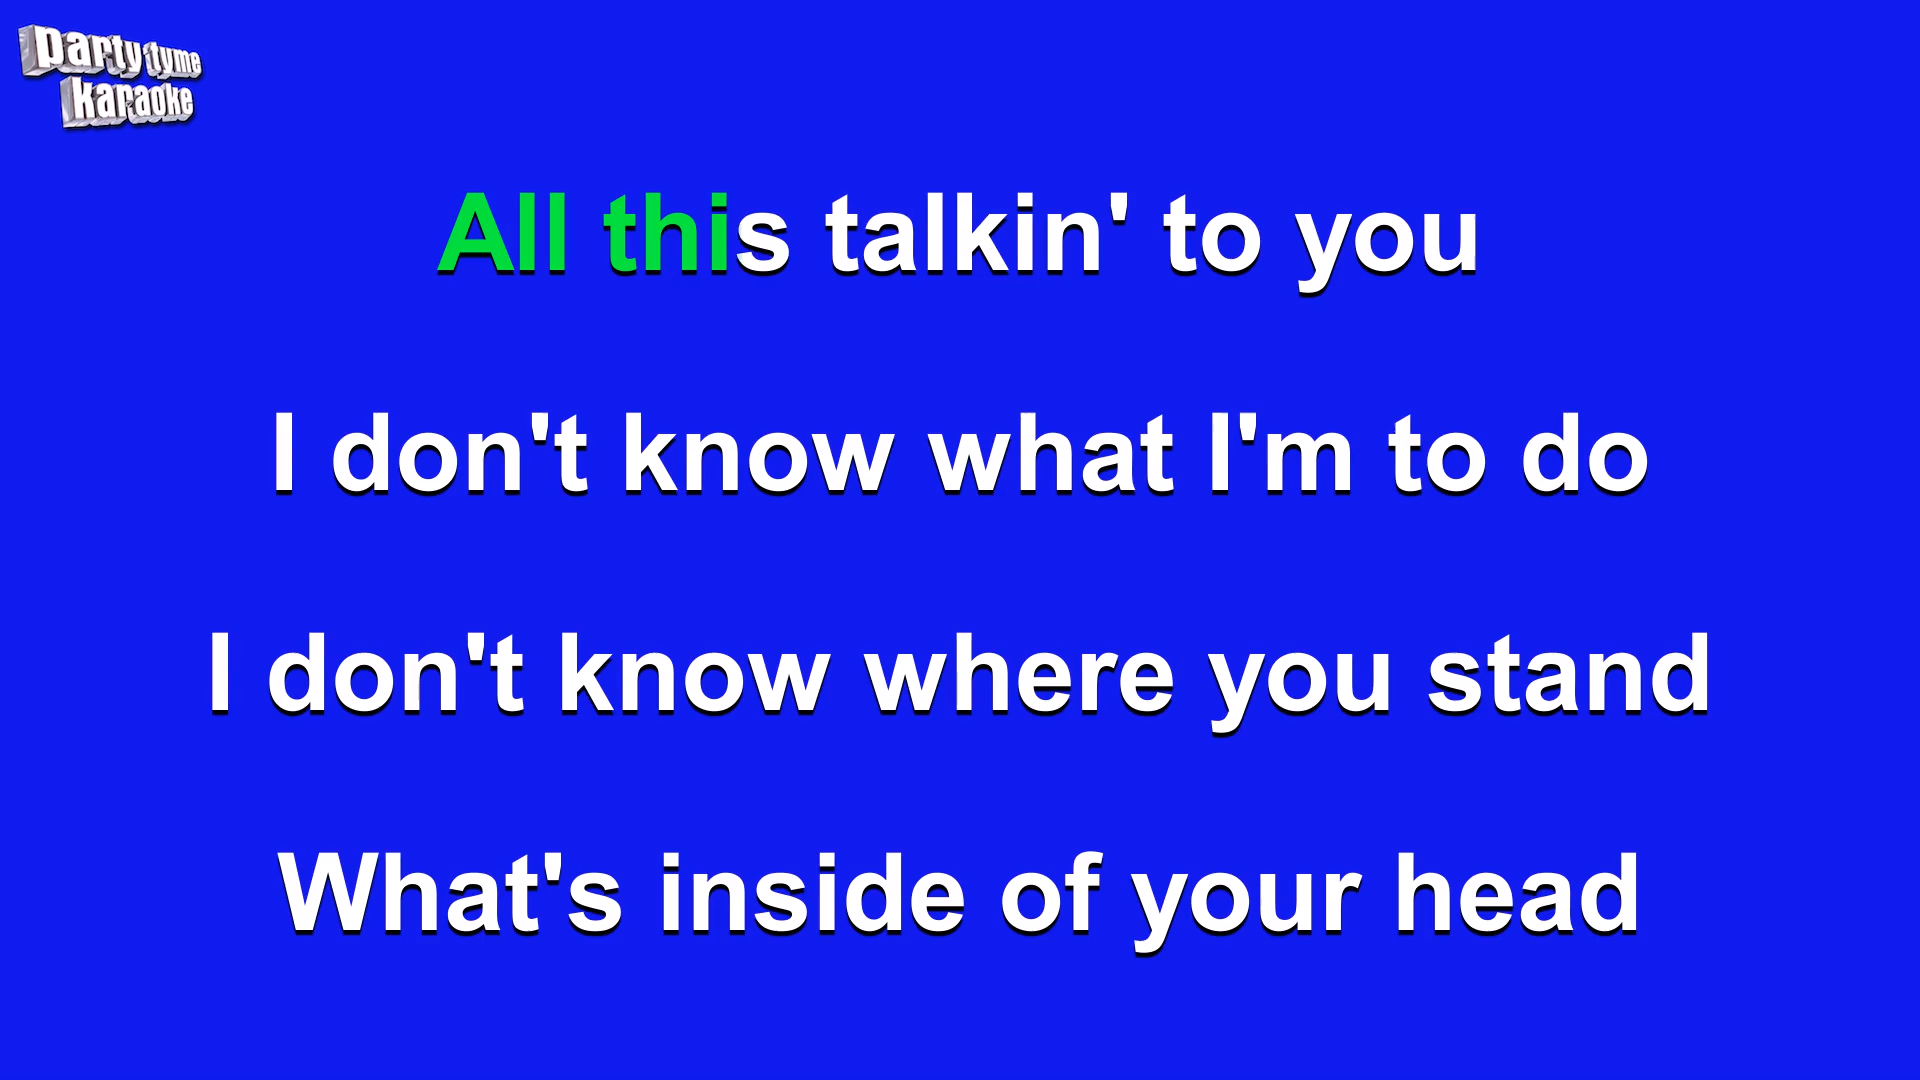 party tyme
karaoke
All this talkin' to you
I don't know what I'm to do
I don't know where you stand
What's inside of your head